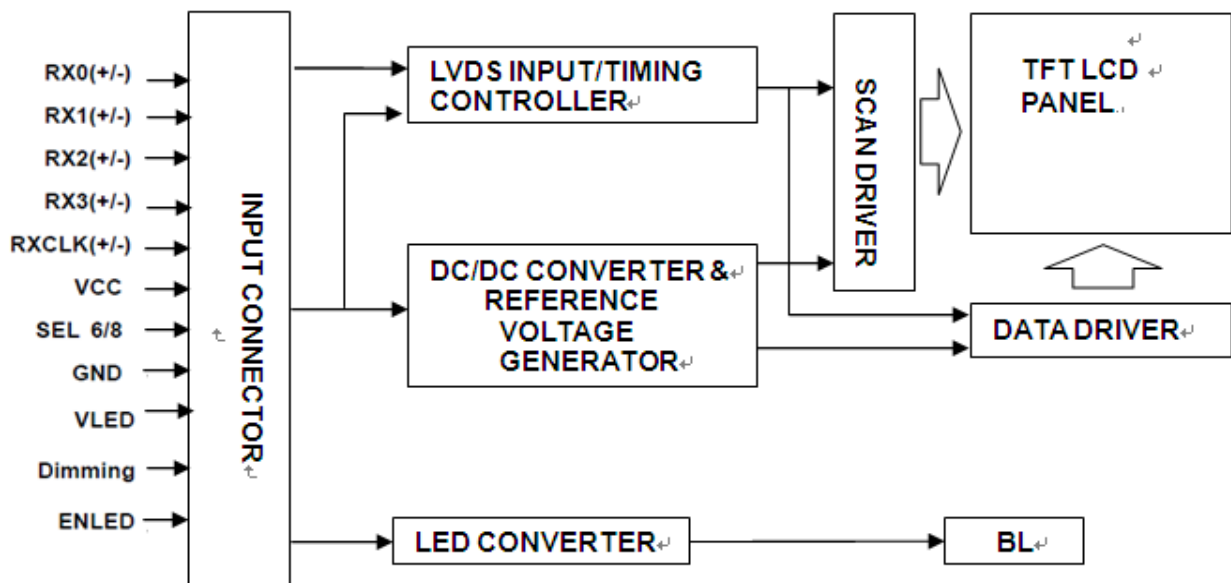 RX0(+/-)
RX1(+/-)
RX2(+/-)
RX3(+/-)
RXCLK(+/-)
VCC
SEL 6/8
GND
VLED
Dimming
ENLED
INPUT CONNECTOR
LVDS INPUT/TIMING
CONTROLLER
DC/DC CONVERTER &
REFERENCE
VOLTAGE
GENERATOR
LED CONVERTER
SCAN DRIVER
TFT LCD
PANEL
DATA DRIVER
BL